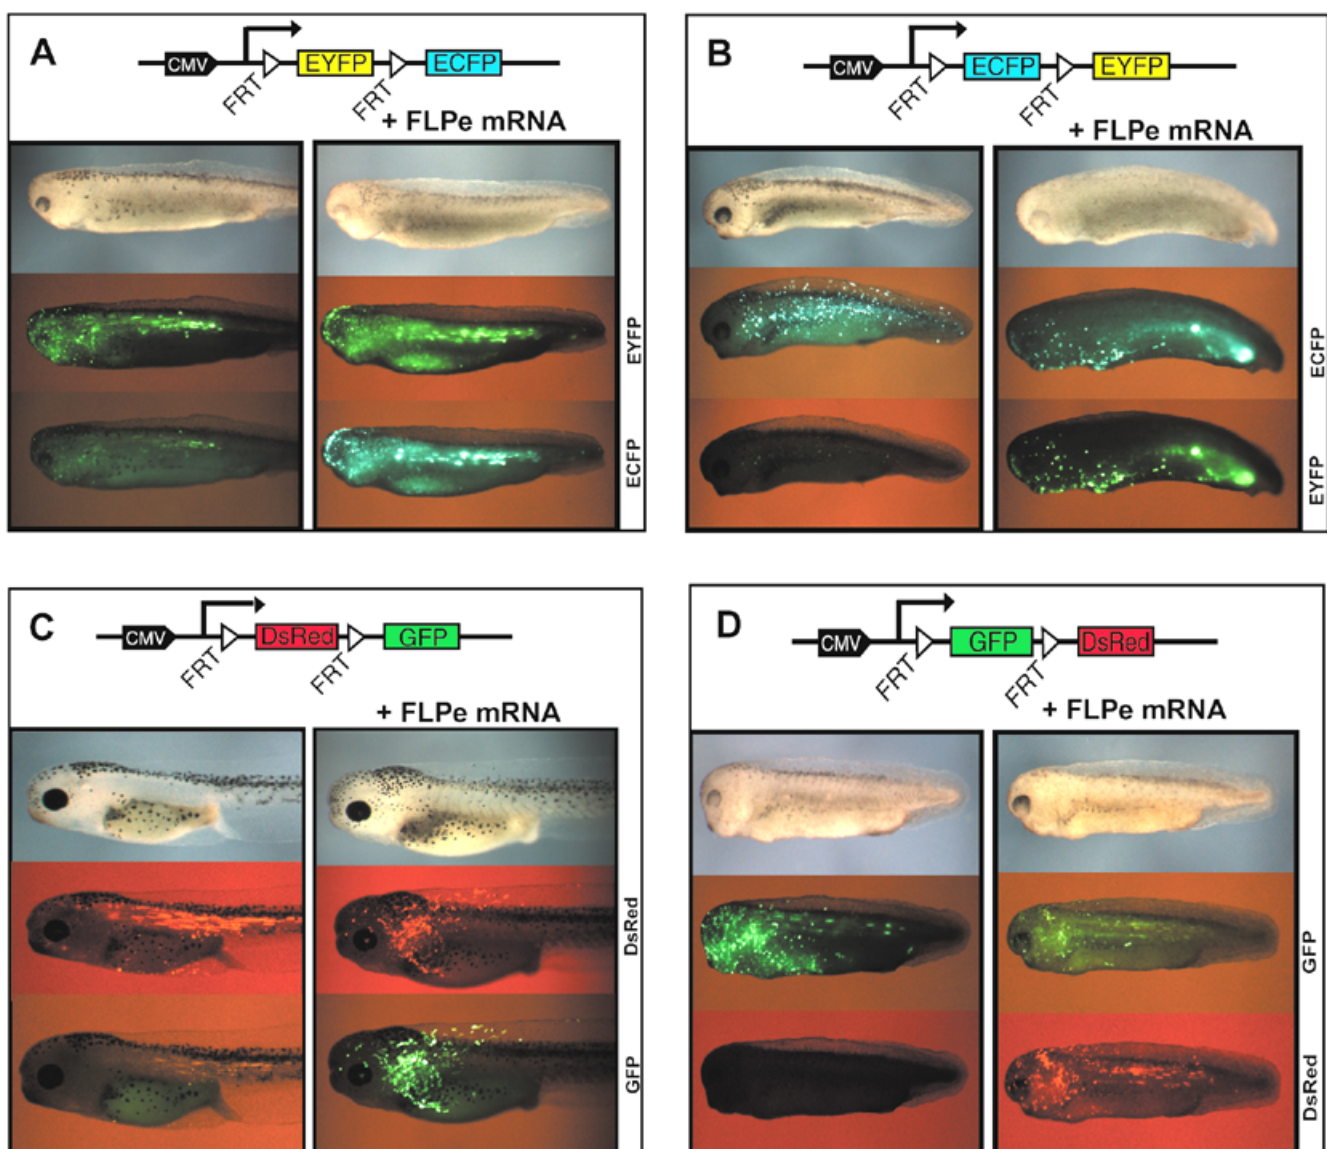 A
CMV
EYFP
ECFP
FRT
FRT
+ FLPe mRNA
EYFP
ECFP
B
CMV
ECFP
EYFP
FRT
FRT
+ FLPe mRNA
ECFP
EYFP
C
CMV
DsRed
GFP
FRT
FRT
+ FLPe mRNA
DsRed
GFP
D
CMV
GFP
DsRed
FRT
FRT
+ FLPe mRNA
GFP
DsRed